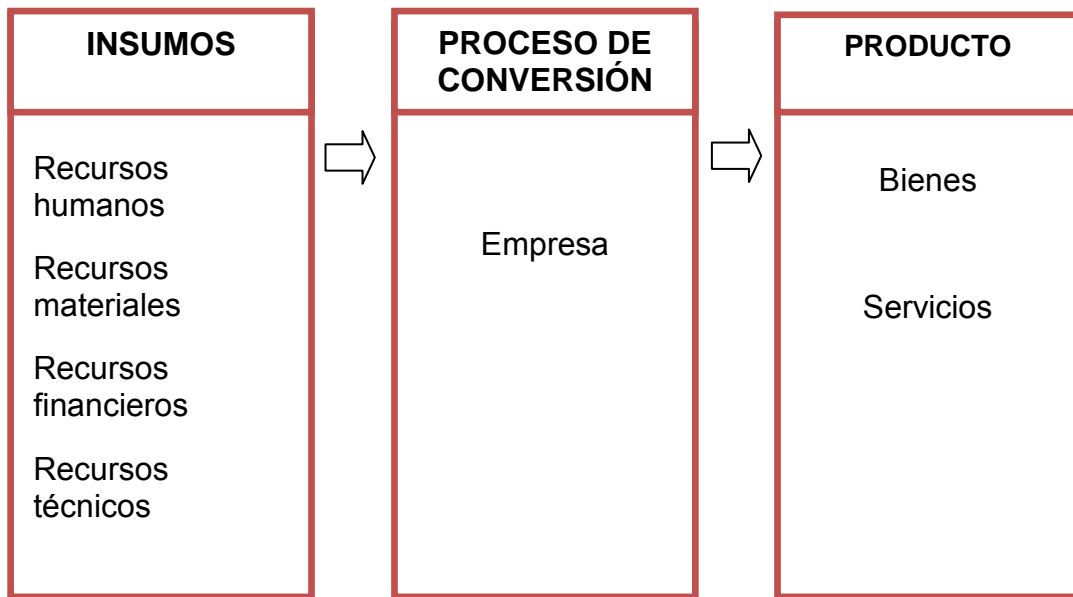 INSUMOS
Recursos
humanos
Recursos
materiales
Recursos
financieros
Recursos
técnicos
PROCESO DE
CONVERSIÓN
Empresa
PRODUCTO
Bienes
Servicios